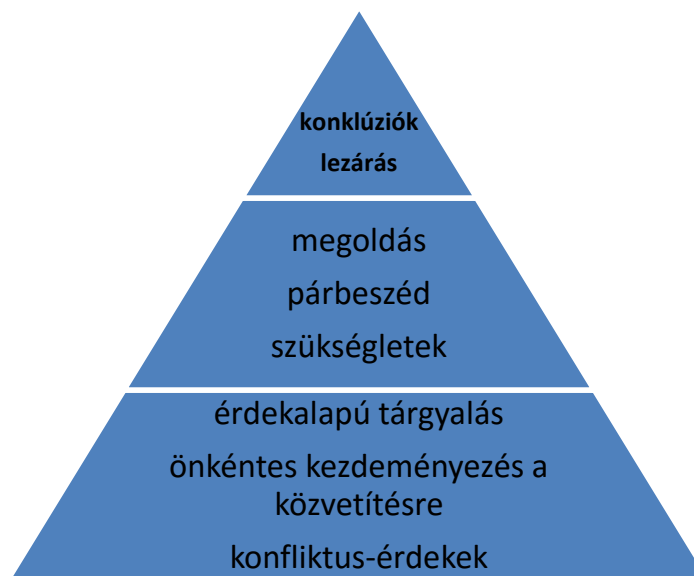 konklúziók
lezárás
megoldás
párbeszéd
szükségletek
érdekalapú tárgyalás
önkéntes kezdeményezés a
közvetítésre
konfliktus-érdekek